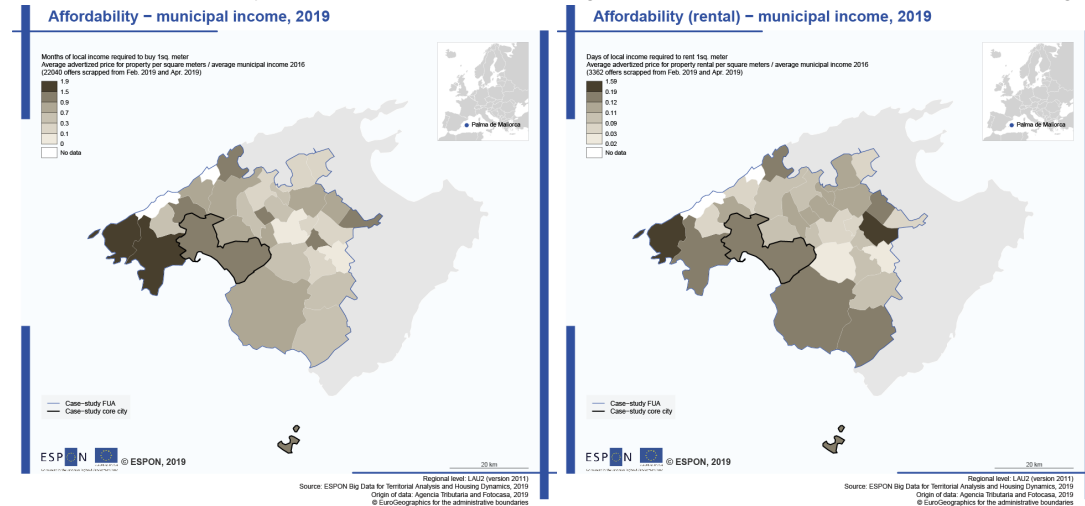 Affordability − municipal income, 2019
Months of local income required to buy 1sq. meter
Average advertized price for property per square meters / average municipal income 2016
(22040 offers scrapped from Feb. 2019 and Apr. 2019)
1.9
1.5
0.9
0.7
0.3
0.1
0
No data
Palma de Mallorca
Case−study FUA
Case−study core city
ESPON
© ESPON, 2019
20 km
Regional level: LAU2 (version 2011)
Source: ESPON Big Data for Territorial Analysis and Housing Dynamics, 2019
Origin of data: Agencia Tributaria and Fotocasa, 2019
© EuroGeographics for the administrative boundaries
Affordability (rental) − municipal income, 2019
Days of local income required to rent 1sq. meter
Average advertized price for property rental per square meters / average municipal income 2016
(3362 offers scrapped from Feb. 2019 and Apr. 2019)
1.59
0.19
0.12
0.11
0.09
0.03
0.02
No data
Palma de Mallorca
Case−study FUA
Case−study core city
ESPON
© ESPON, 2019
20 km
Regional level: LAU2 (version 2011)
Source: ESPON Big Data for Territorial Analysis and Housing Dynamics, 2019
Origin of data: Agencia Tributaria and Fotocasa, 2019
© EuroGeographics for the administrative boundaries